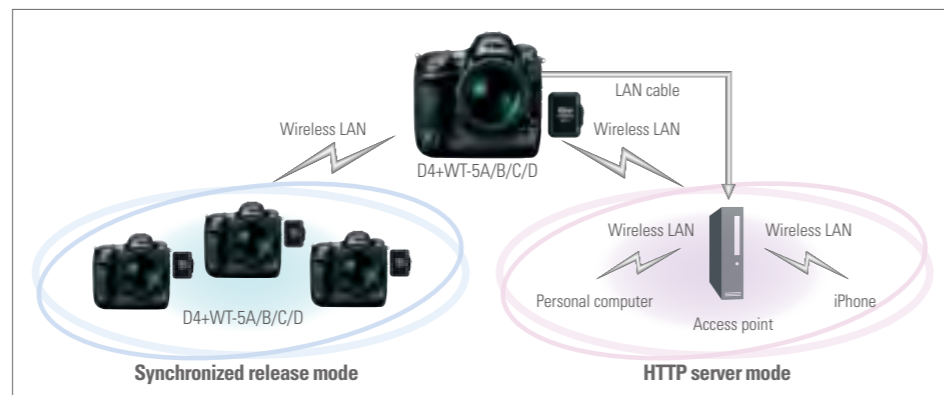 LAN cable
Wireless LAN
Wireless LAN
D4+WT-5A/B/C/D
Wireless LAN
Wireless LAN
Personal computer
iPhone
D4+WT-5A/B/C/D
Access point
Synchronized release mode
HTTP server mode